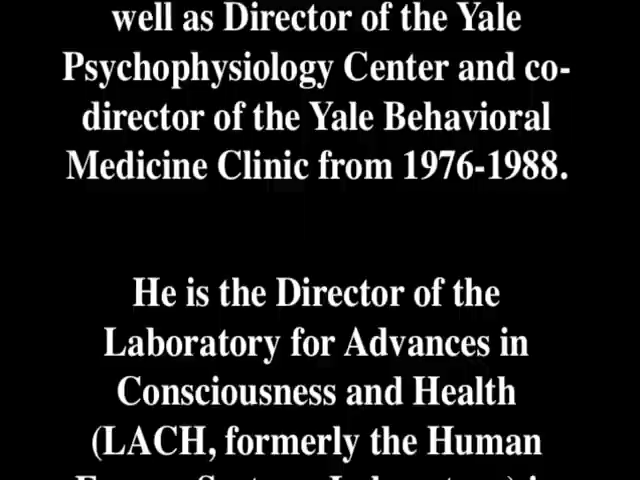 well as Director of the Yale
Psychophysiology Center and co-
director of the Yale Behavioral
Medicine Clinic from 1976-1988.
He is the Director of the
Laboratory for Advances in
Consciousness and Health
(LACH, formerly the Human